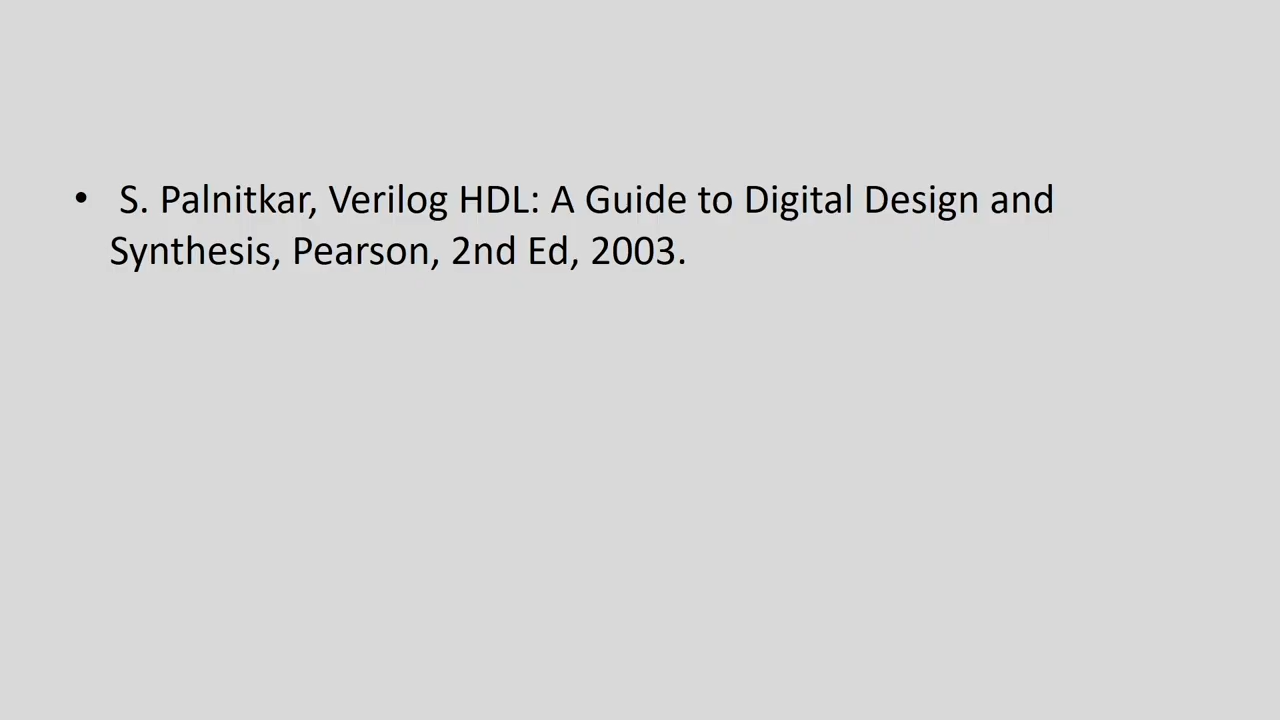 • S. Palnitkar, Verilog HDL: A Guide to Digital Design and
Synthesis, Pearson, 2nd Ed, 2003.